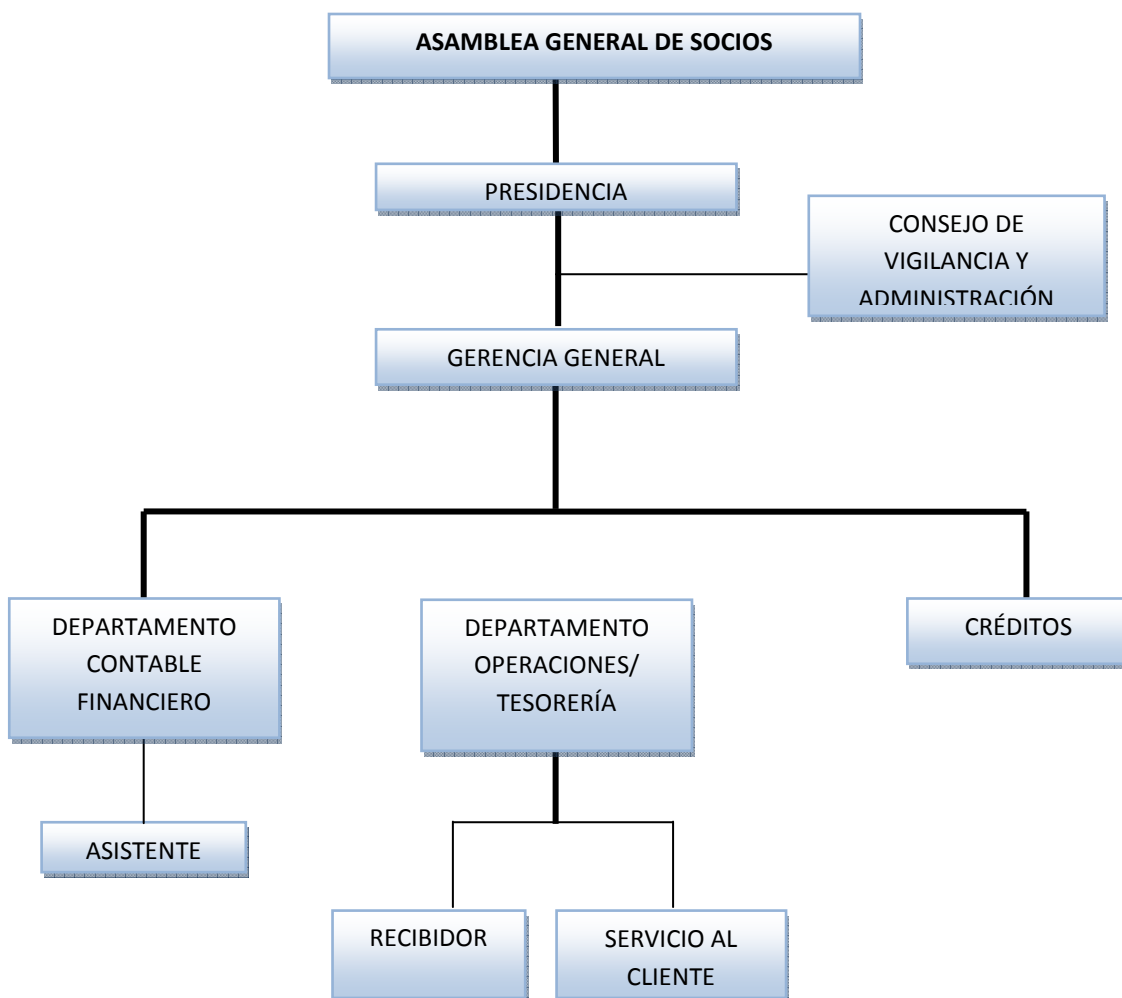 ASAMBLEA GENERAL DE SOCIOS
PRESIDENCIA
CONSEJO DE
VIGILANCIA Y
ADMINISTRACIÓN
GERENCIA GENERAL
DEPARTAMENTO
CONTABLE
FINANCIERO
DEPARTAMENTO
OPERACIONES/
TESORERÍA
CRÉDITOS
ASISTENTE
RECIBIDOR
SERVICIO AL
CLIENTE